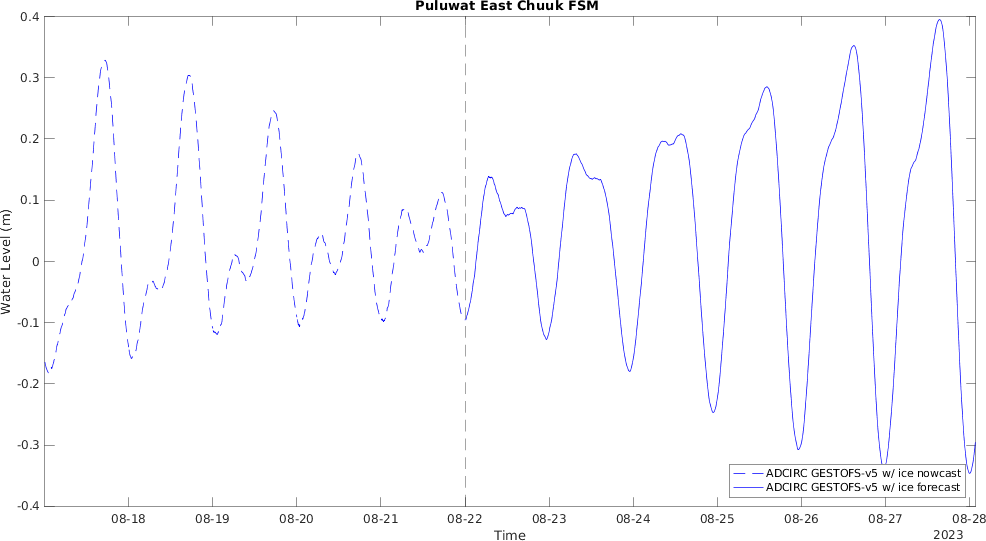 Puluwat East Chuuk FSM
0.4
0.3
0.2
0.1
0
-0.1
-0.2
-0.3
-0.4
Water Level (m)
ADCIRC GESTOFS-v5 w/ ice nowcast
ADCIRC GESTOFS-v5 w/ ice forecast
08-18 08-19 08-20 08-21 08-22 08-23 08-24 08-25 08-26 08-27 08-28
Time
2023